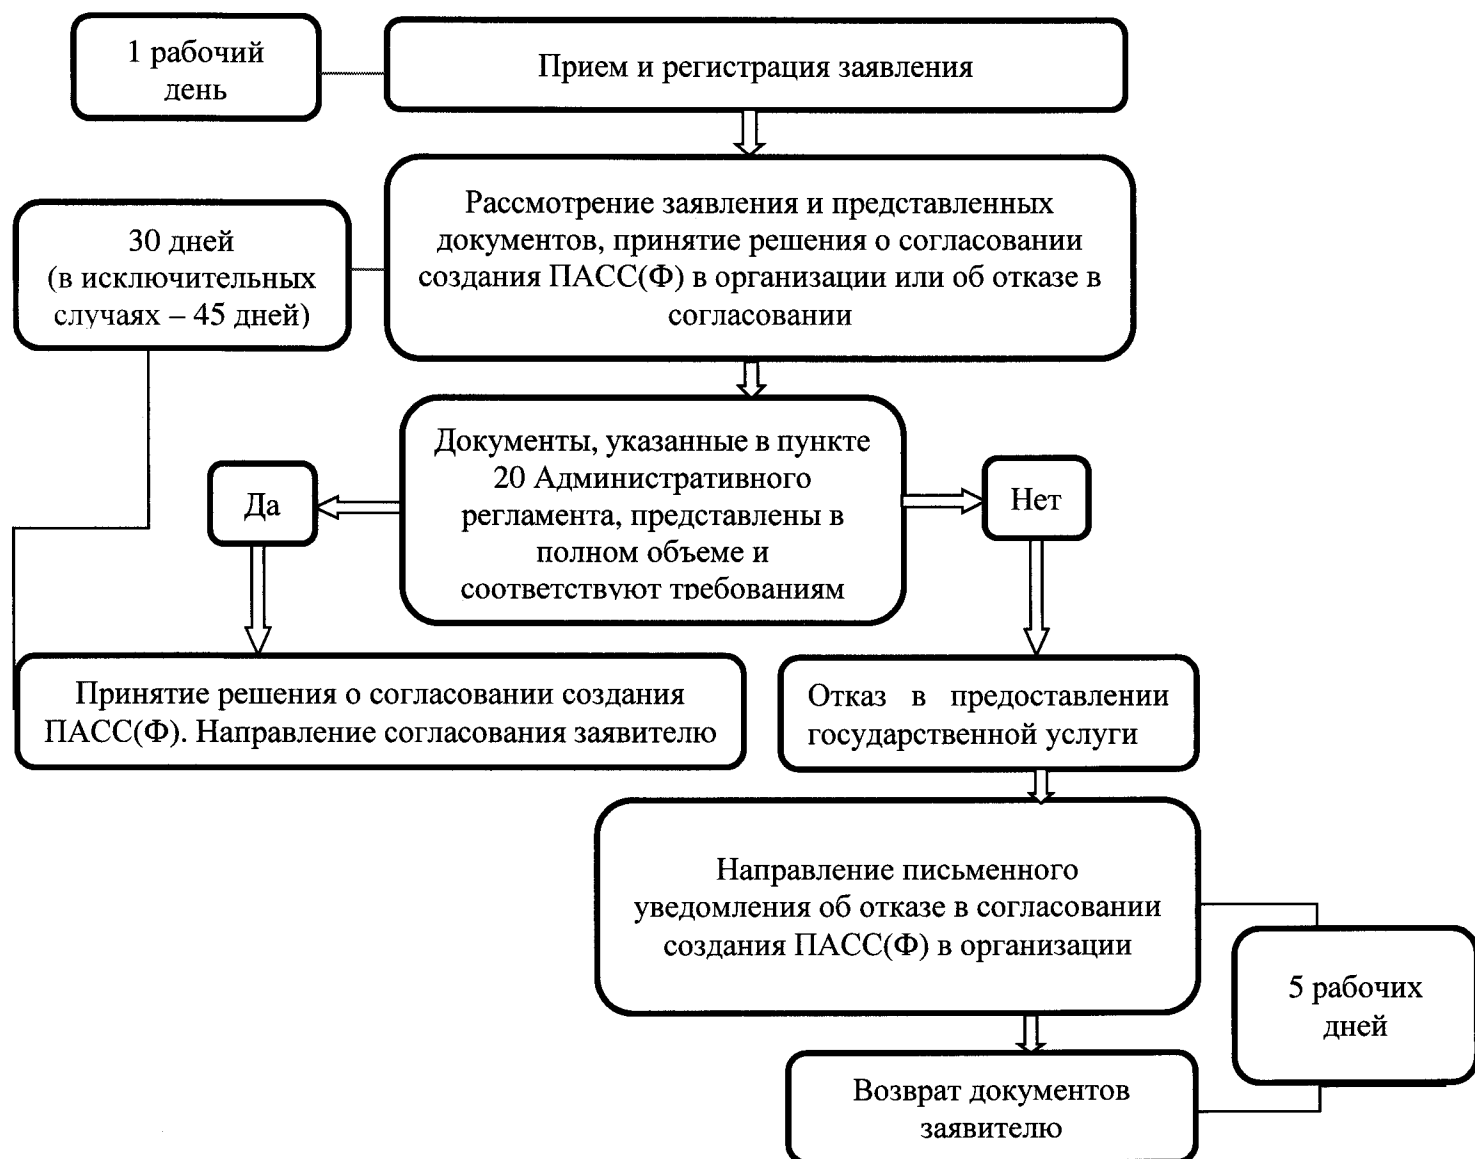 1 рабочий
день
Прием и регистрация заявления
Рассмотрение заявления и представленных
документов, принятие решения о согласовании
создания ПАСС(Ф) в организации или об отказе в
согласовании
30 дней
(в исключительных
случаях – 45 дней)
Документы, указанные в пункте
20 Административного
регламента, представлены в
полном объеме и
соответствуют требованиям
Да
Нет
Принятие решения о согласовании создания
ПАСС(Ф). Направление согласования заявителю
Отказ в предоставлении
государственной услуги
Направление письменного
уведомления об отказе в согласовании
создания ПАСС(Ф) в организации
5 рабочих
дней
Возврат документов
заявителю